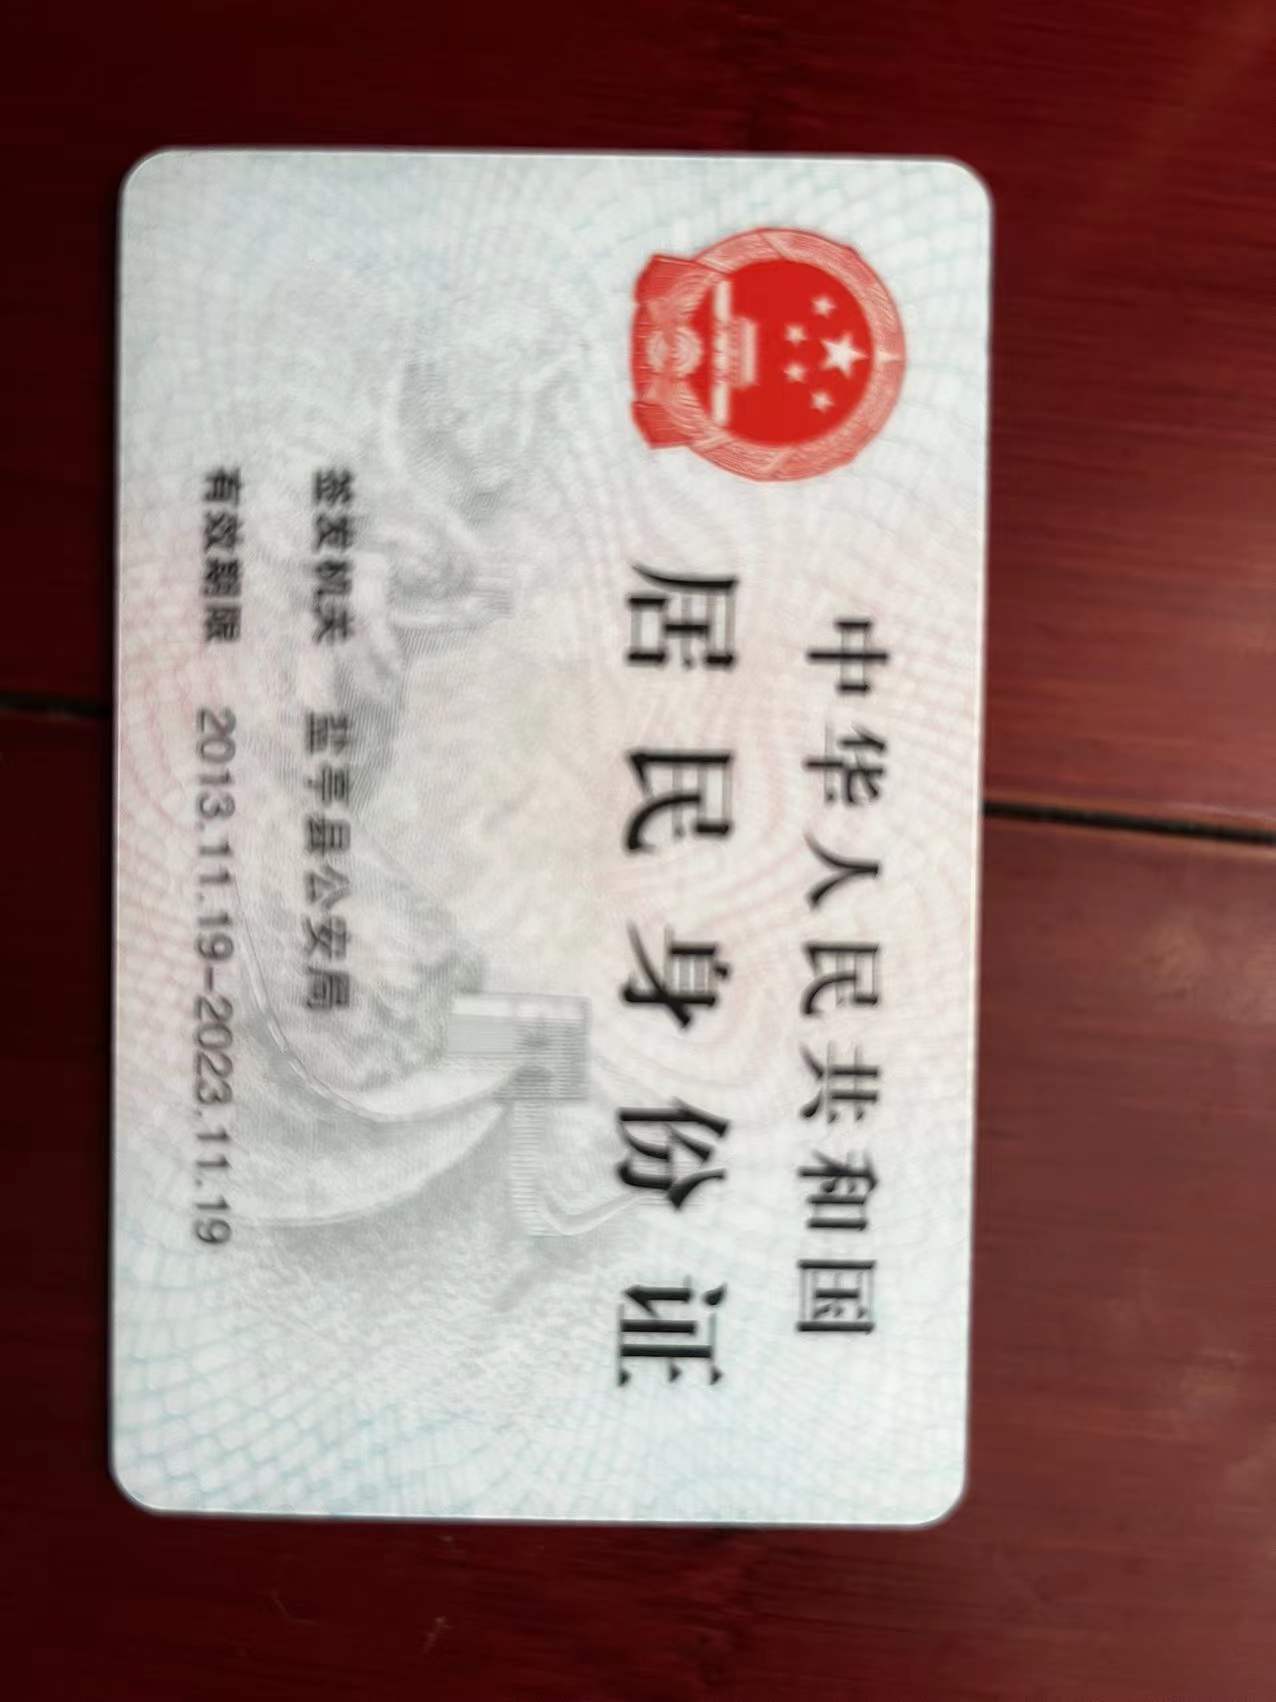 中华人民共和国
居民身份证
签发机关 盐亭县公安局
有效期限 2013.11.19-2023.11.19